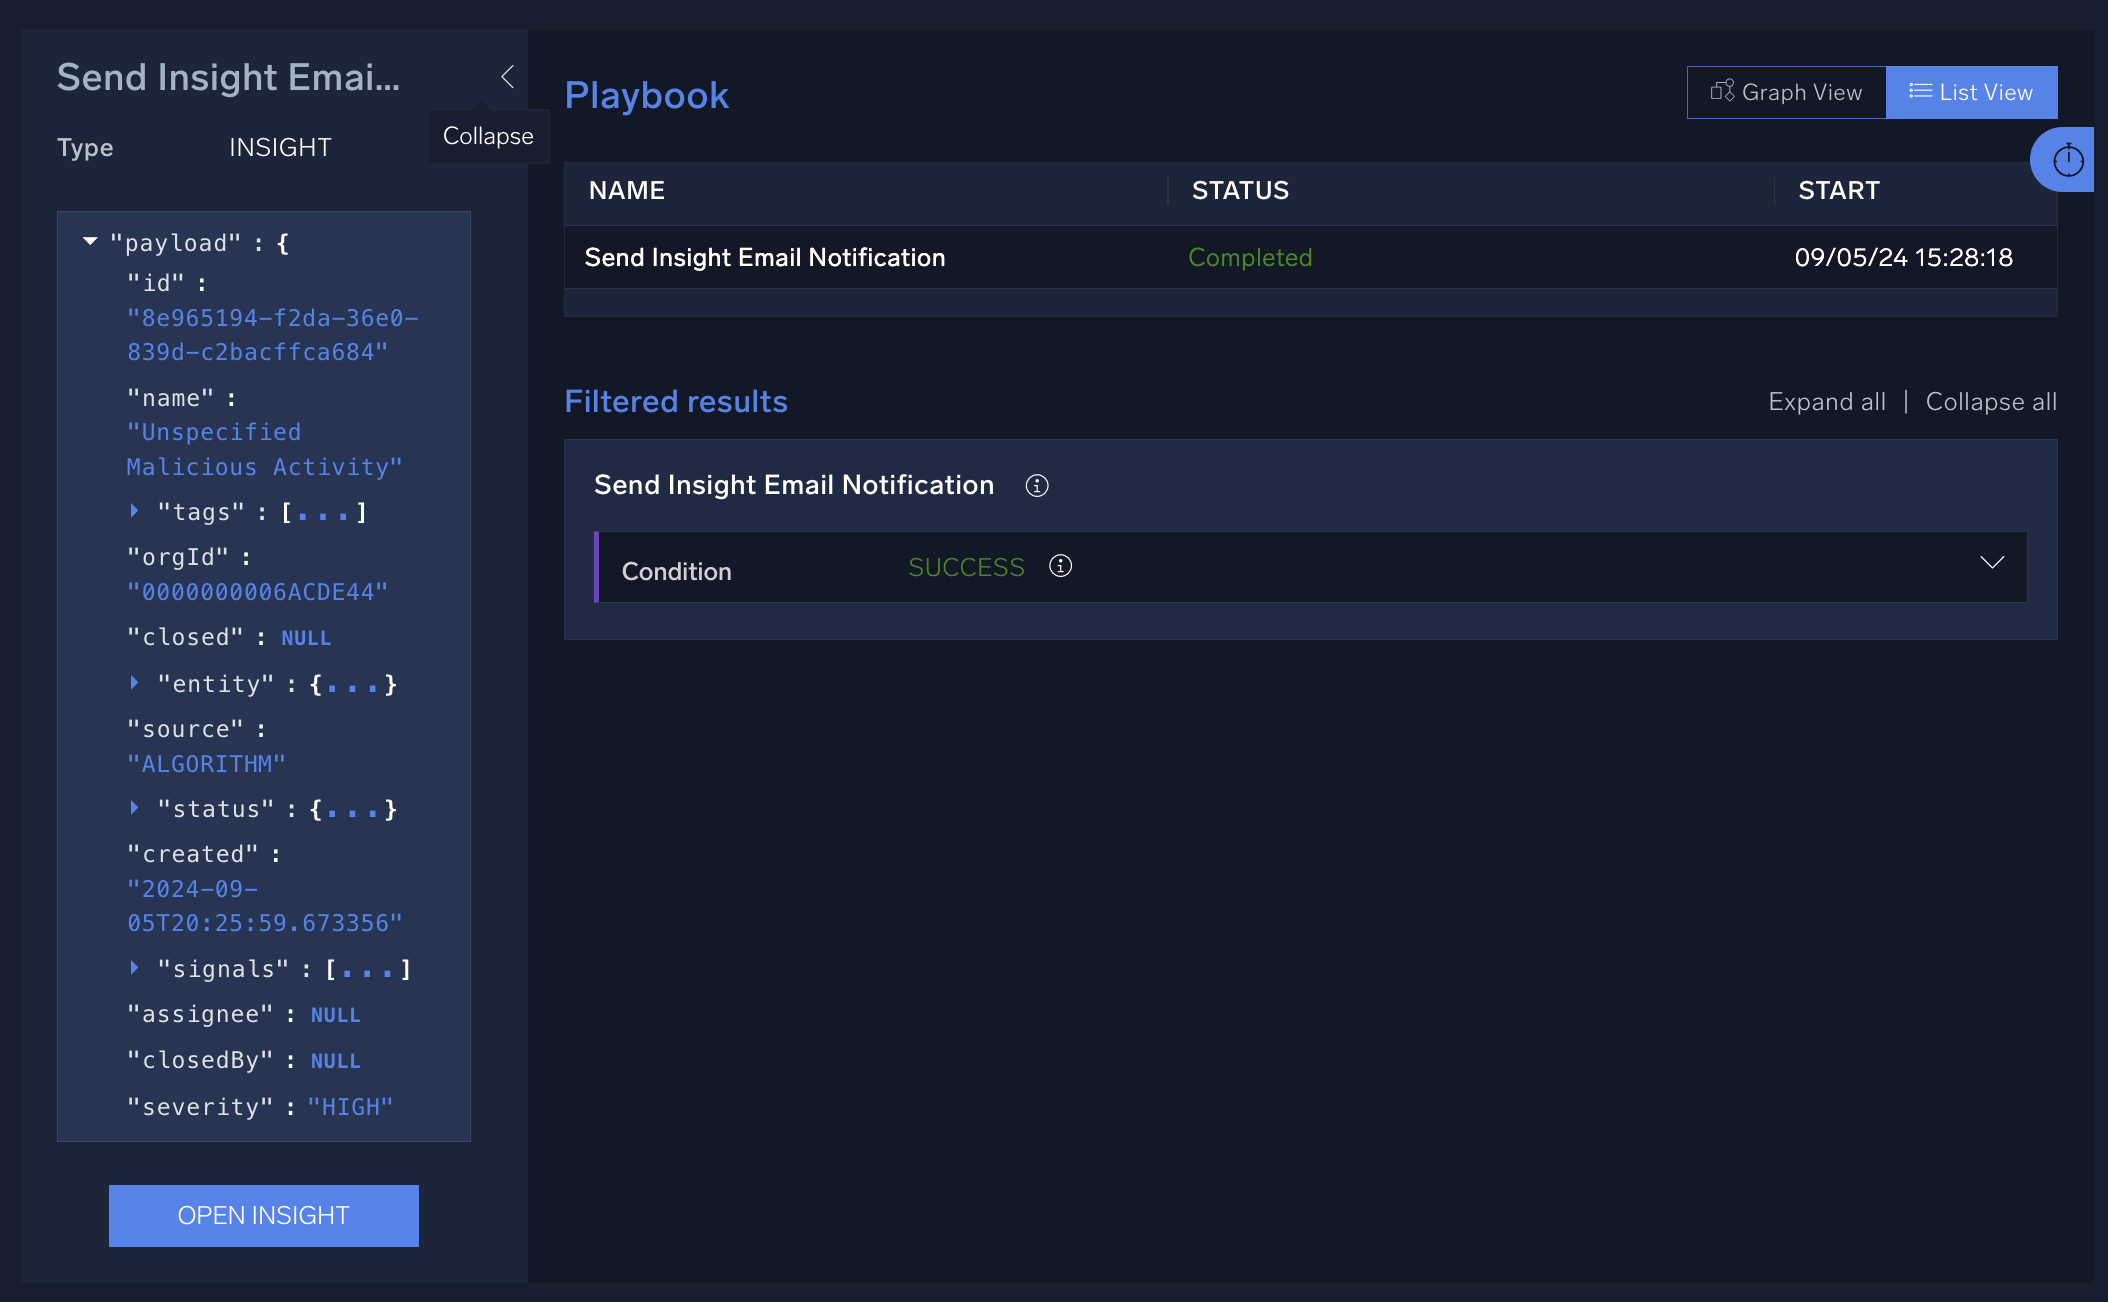 Send Insight Emai...
Collapse
Type INSIGHT
"payload" : {
"id" :
"8e965194-f2da-36e0-
839d-c2bacffca684"
"name" :
"Unspecified
Malicious Activity"
"tags" : [...]
"orgId" :
"0000000006ACDE44"
"closed" : NULL
"entity" : {...}
"source" :
"ALGORITHM"
"status" : {...}
"created" :
"2024-09-
05T20:25:59.673356"
"signals" : [...]
"assignee" : NULL
"closedBy" : NULL
"severity" : "HIGH"
OPEN INSIGHT
Playbook
Graph View List View
NAME STATUS START
Send Insight Email Notification Completed 09/05/24 15:28:18
Filtered results
Expand all | Collapse all
Send Insight Email Notification
Condition SUCCESS